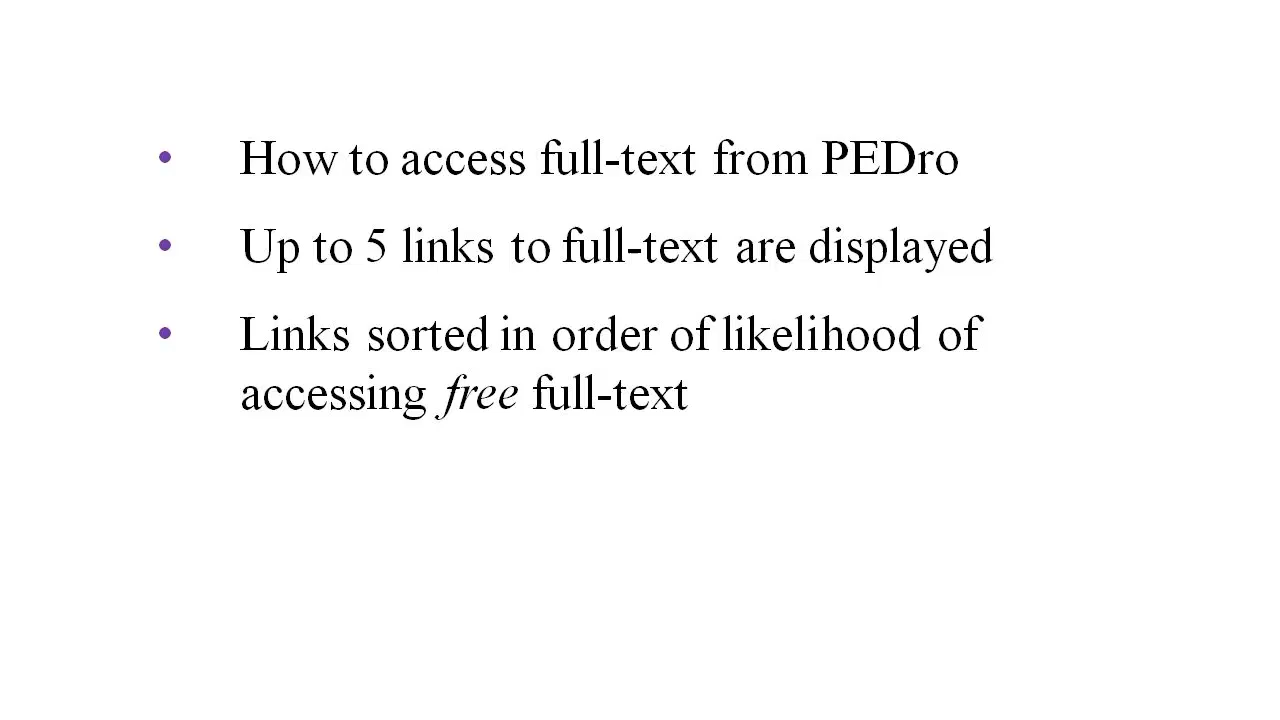 • How to access full-text from PEDro
• Up to 5 links to full-text are displayed
• Links sorted in order of likelihood of
accessing free full-text